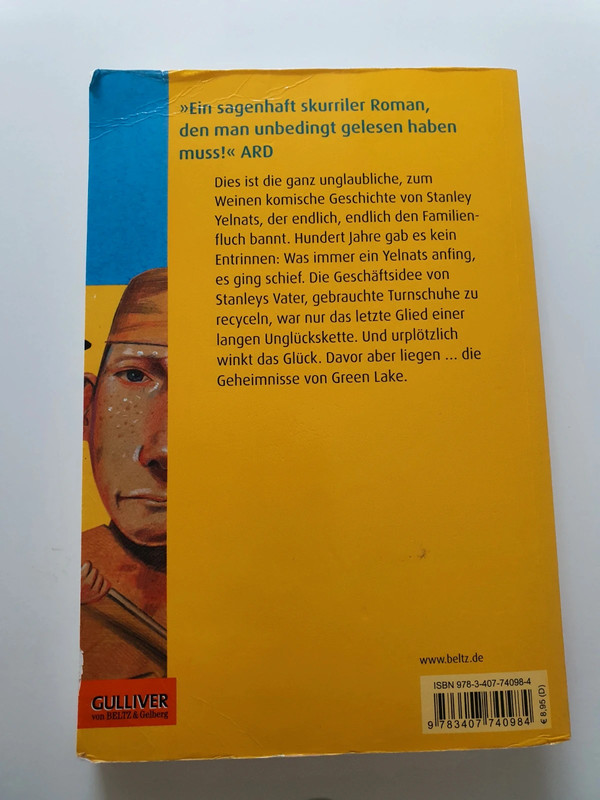 »Ein sagenhaft skurriler Roman,
den man unbedingt gelesen haben
muss!« ARD
Dies ist die ganz unglaubliche, zum
Weinen komische Geschichte von Stanley
Yelnats, der endlich, endlich den Familien-
fluch bannt. Hundert Jahre gab es kein
Entrinnen: Was immer ein Yelnats anfing,
es ging schief. Die Geschäftsidee von
Stanleys Vater, gebrauchte Turnschuhe zu
recyceln, war nur das letzte Glied einer
langen Unglückskette. Und urplötzlich
winkt das Glück. Davor aber liegen ... die
Geheimnisse von Green Lake.
www.beltz.de
ISBN 978-3-407-74098-4
9 783407 740984
€ 8,95 (D)
GULLIVER
von BELTZ & Gelberg